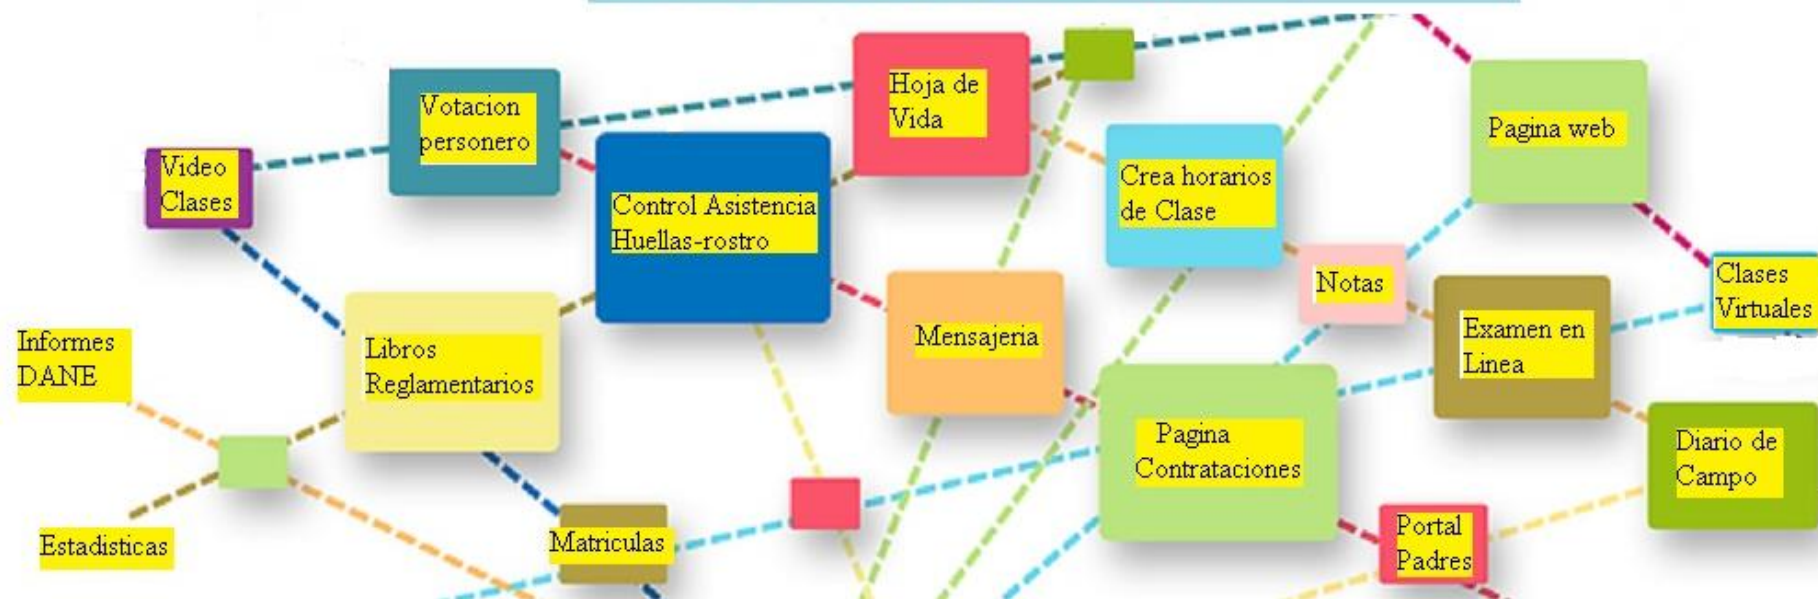 Hoja de
Vida
Votacion
personero
Pagina web
Video
Clases
Crea horarios
de Clase
Control Asistencia
Huellas-rostro
Notas
Clases
Virtuales
Informes
DANE
Libros
Reglamentarios
Mensajeria
Examen en
Linea
Pagina
Contrataciones
Diario de
Campo
Estadisticas
Matriculas
Portal
Padres